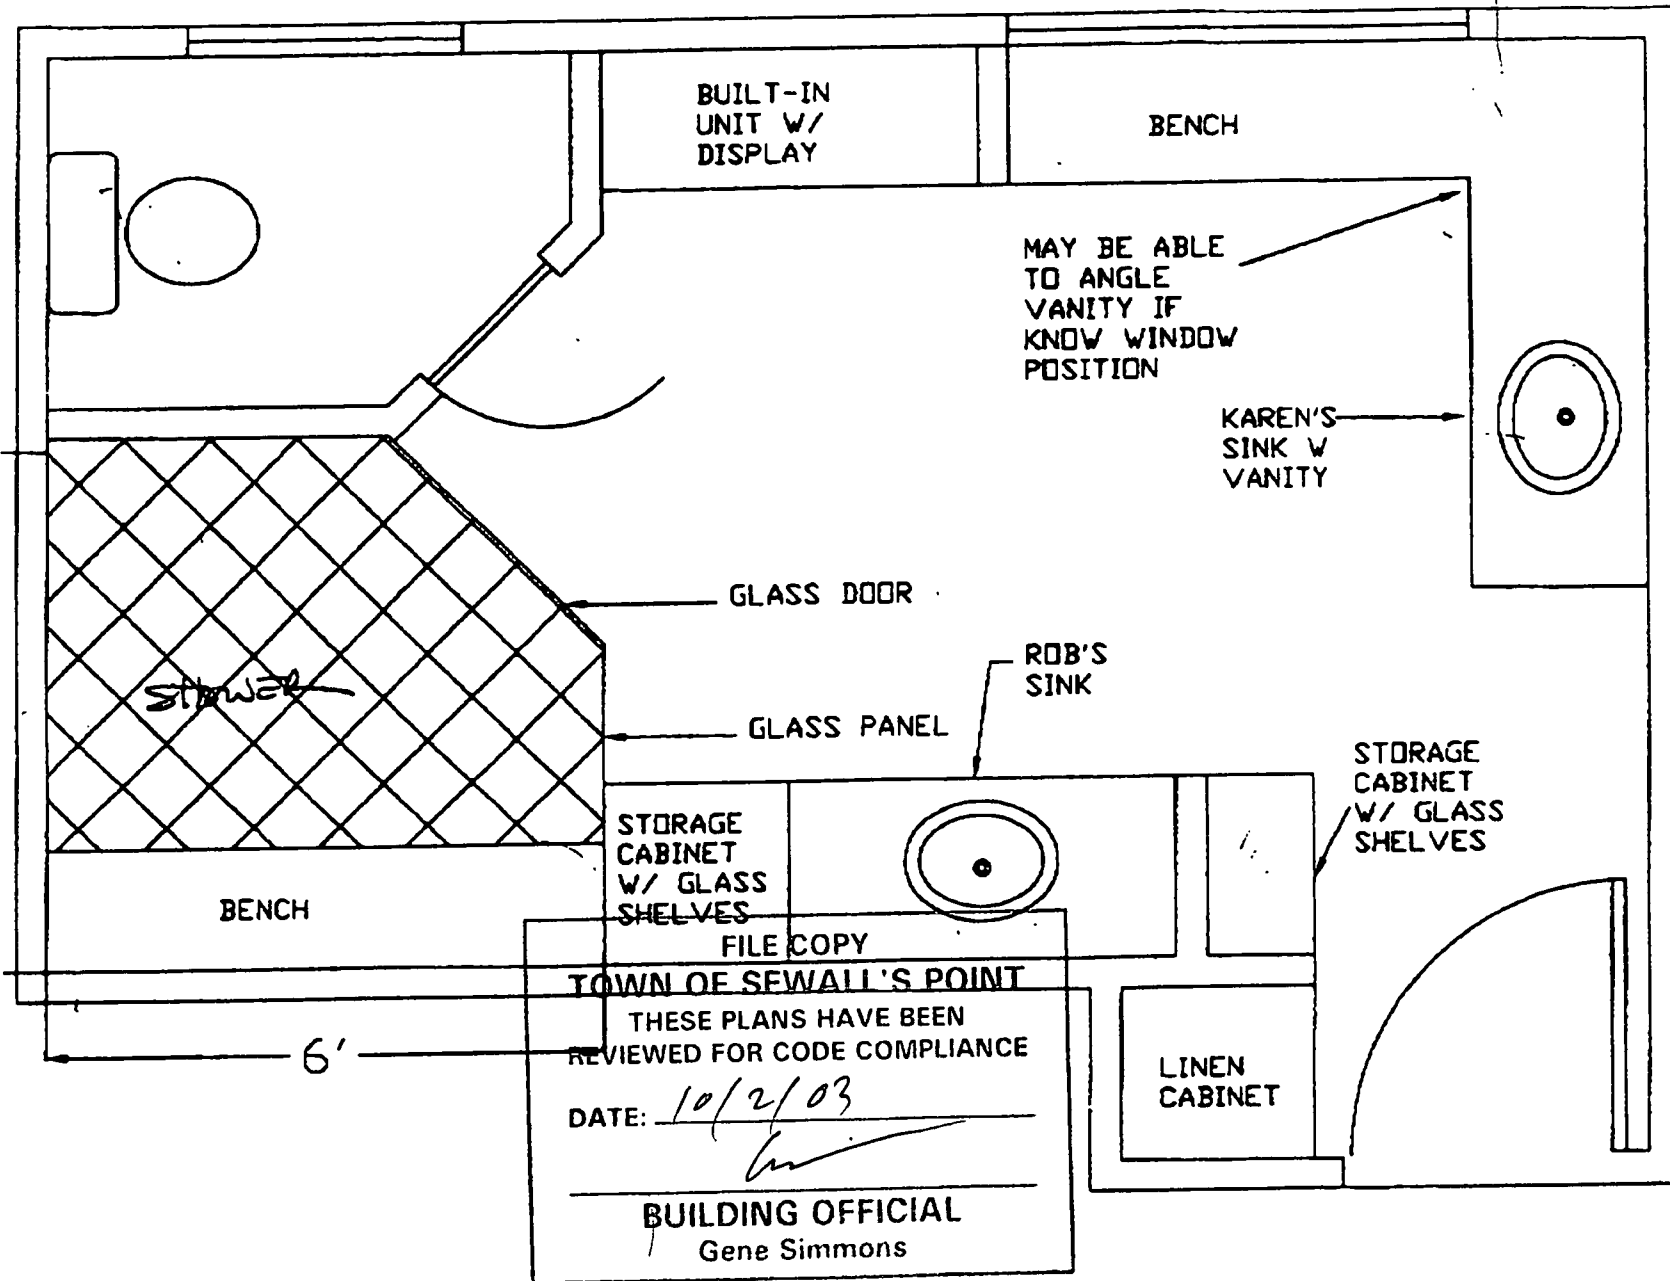 BUILT-IN
UNIT W/
DISPLAY
BENCH
MAY BE ABLE
TO ANGLE
VANITY IF
KNOW WINDOW
POSITION
KAREN'S
SINK W
VANITY
GLASS DOOR
ROB'S
SINK
SHOWER
GLASS PANEL
STORAGE
CABINET
W/ GLASS
SHELVES
STORAGE
CABINET
W/ GLASS
SHELVES
BENCH
6'
FILE COPY
TOWN OF SEWALL'S POINT
THESE PLANS HAVE BEEN
REVIEWED FOR CODE COMPLIANCE
DATE: 10/2/03
BUILDING OFFICIAL
Gene Simmons
LINEN
CABINET